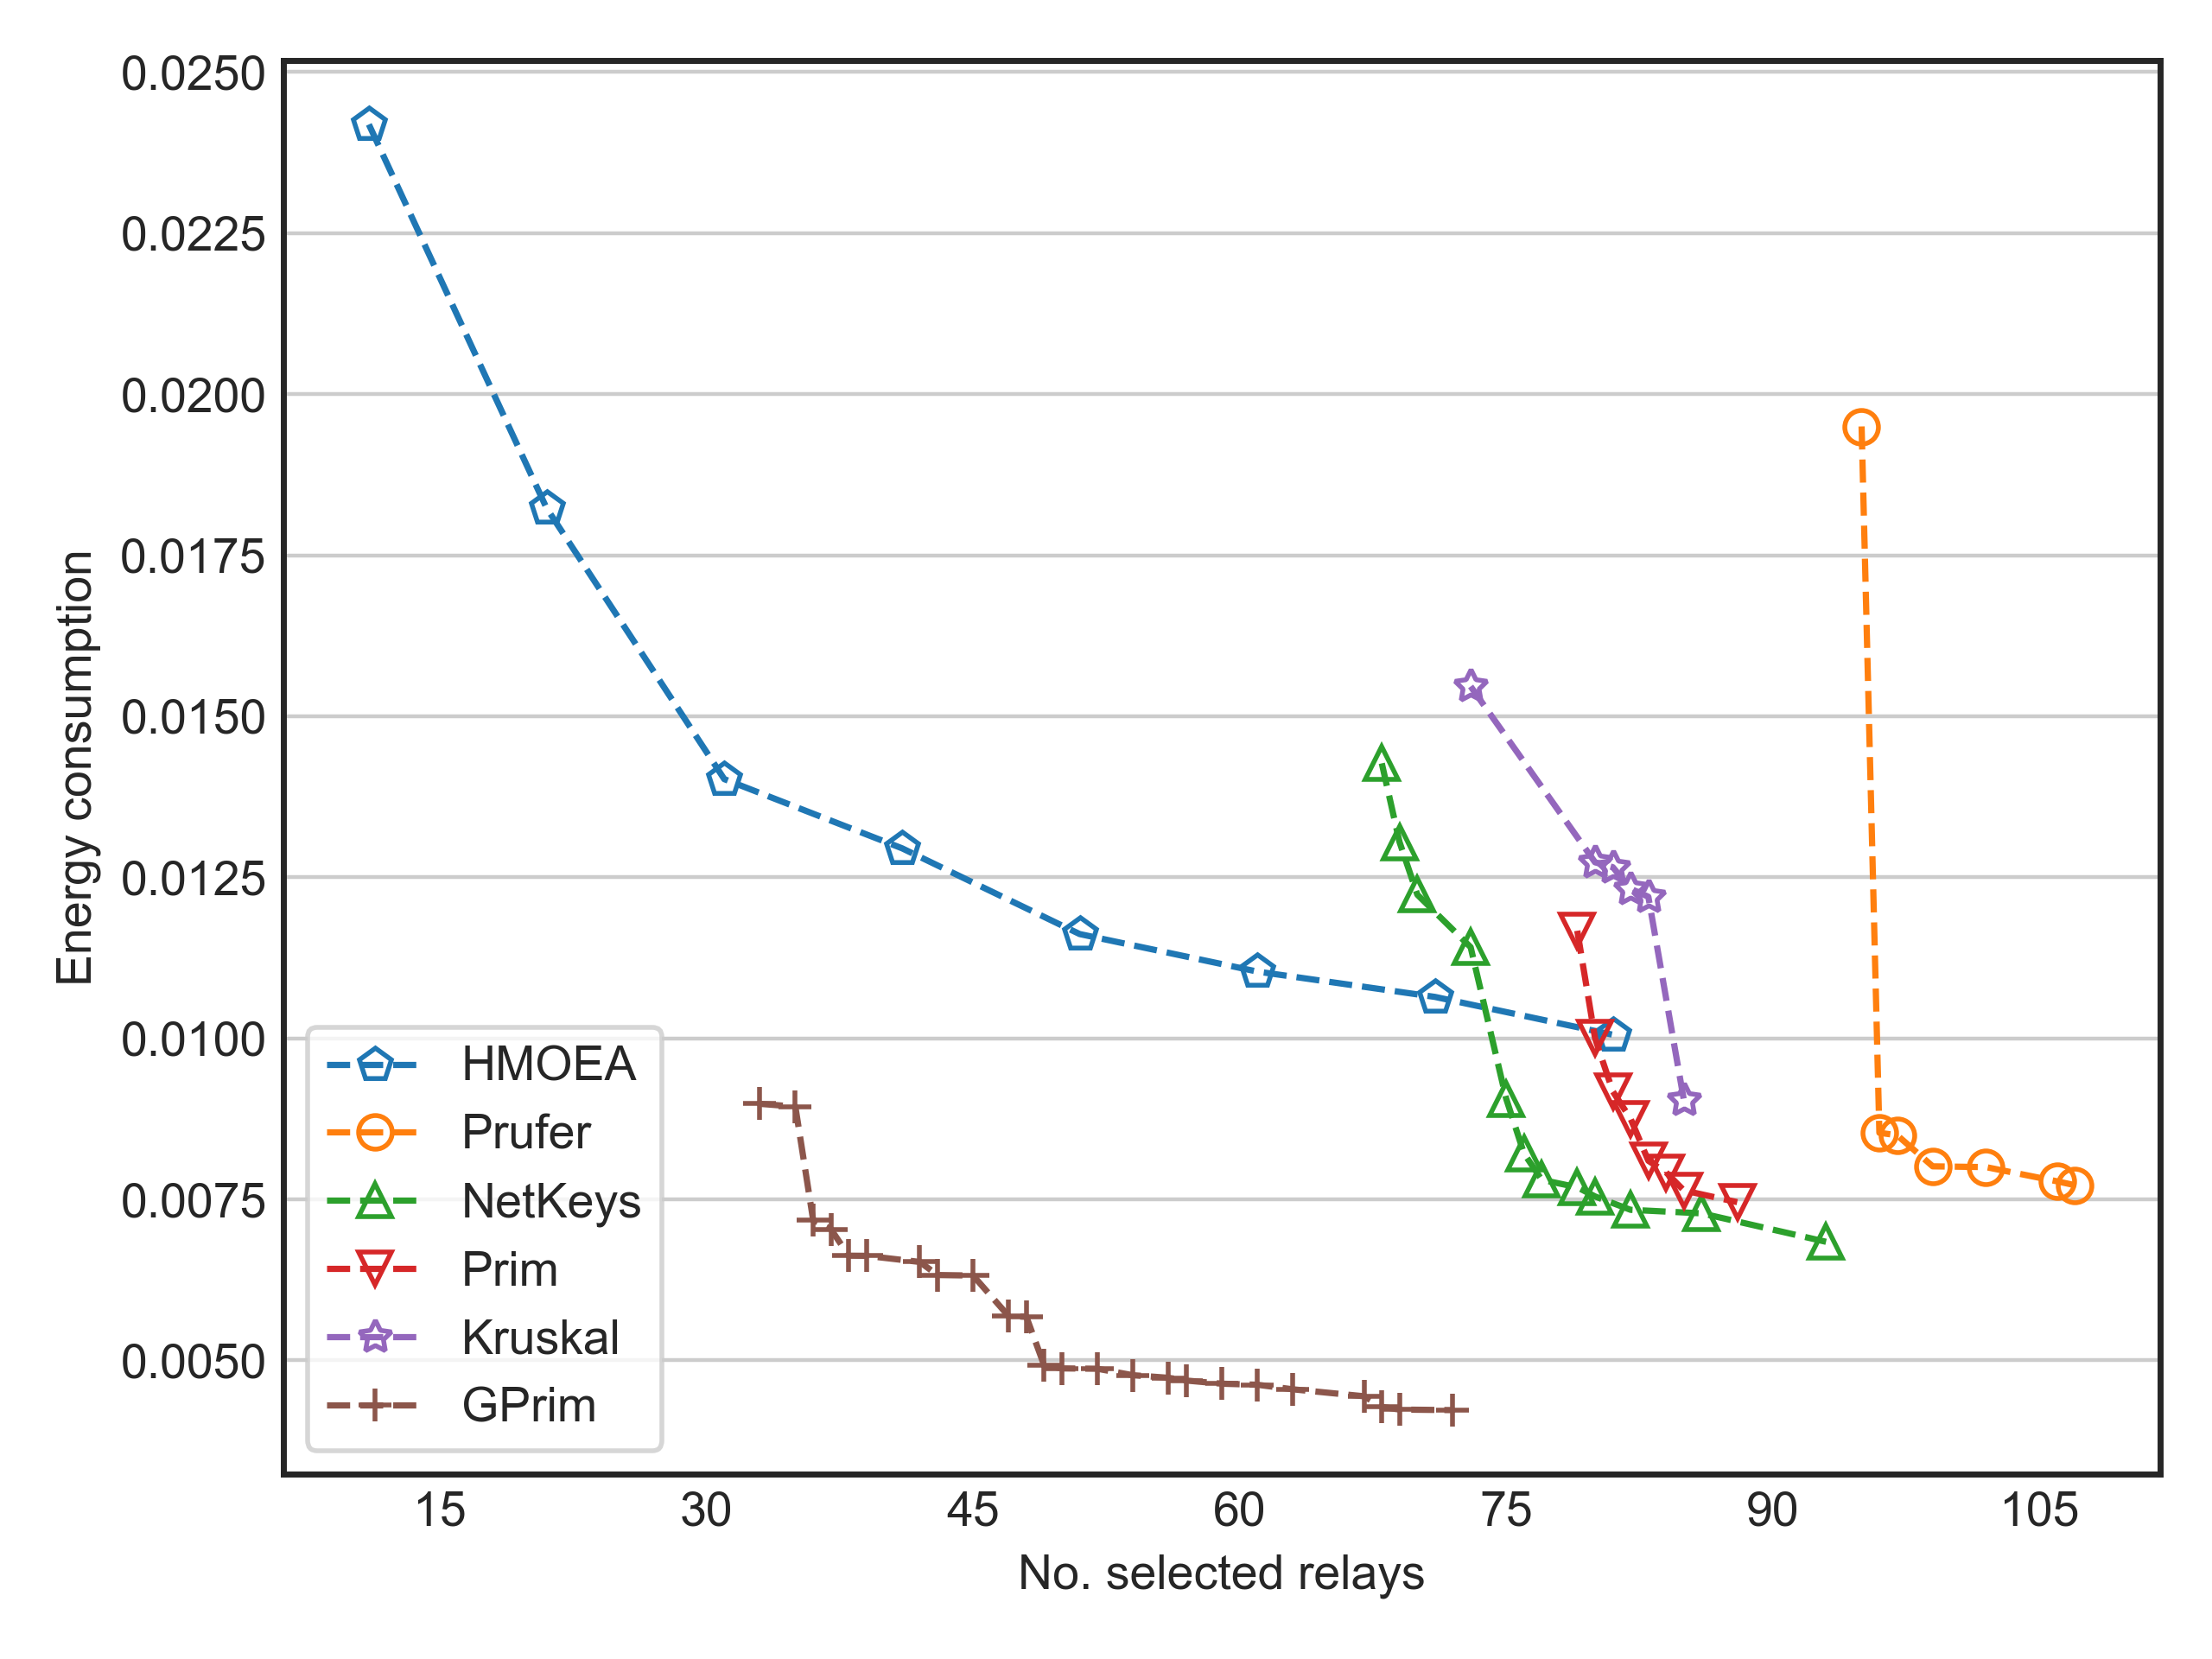 0.0250
0.0225
0.0200
0.0175
0.0150
0.0125
0.0100
0.0075
0.0050
Energy consumption
HMOEA
Prufer
NetKeys
Prim
Kruskal
GPrim
15 30 45 60 75 90 105
No. selected relays